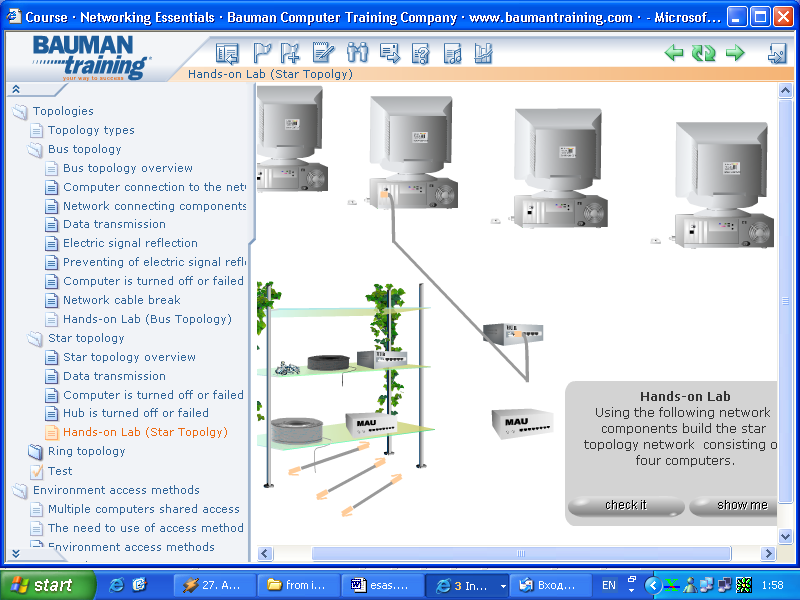 Course · Networking Essentials · Bauman Computer Training Company · www.baumantraining.com · - Microsof...
BAUMAN
training
your way to success.
Hands-on Lab (Star Topolgy)
Topologies
Topology types
Bus topology
Bus topology overview
Computer connection to the net
Network connecting components
Data transmission
Electric signal reflection
Preventing of electric signal refle
Computer is turned off or failed
Network cable break
Hands-on Lab (Bus Topology)
Star topology
Star topology overview
Data transmission
Computer is turned off or failed
Hub is turned off or failed
Hands-on Lab (Star Topolgy)
Ring topology
Test
Environment access methods
Multiple computers shared access
The need to use of access method
Environment access methods
HUB
MAU
MAU
Hands-on Lab
Using the following network
components build the star
topology network consisting o
four computers.
check it
show me
start
27. A...
from i...
esas....
3 In...
Вход...
EN
1:58